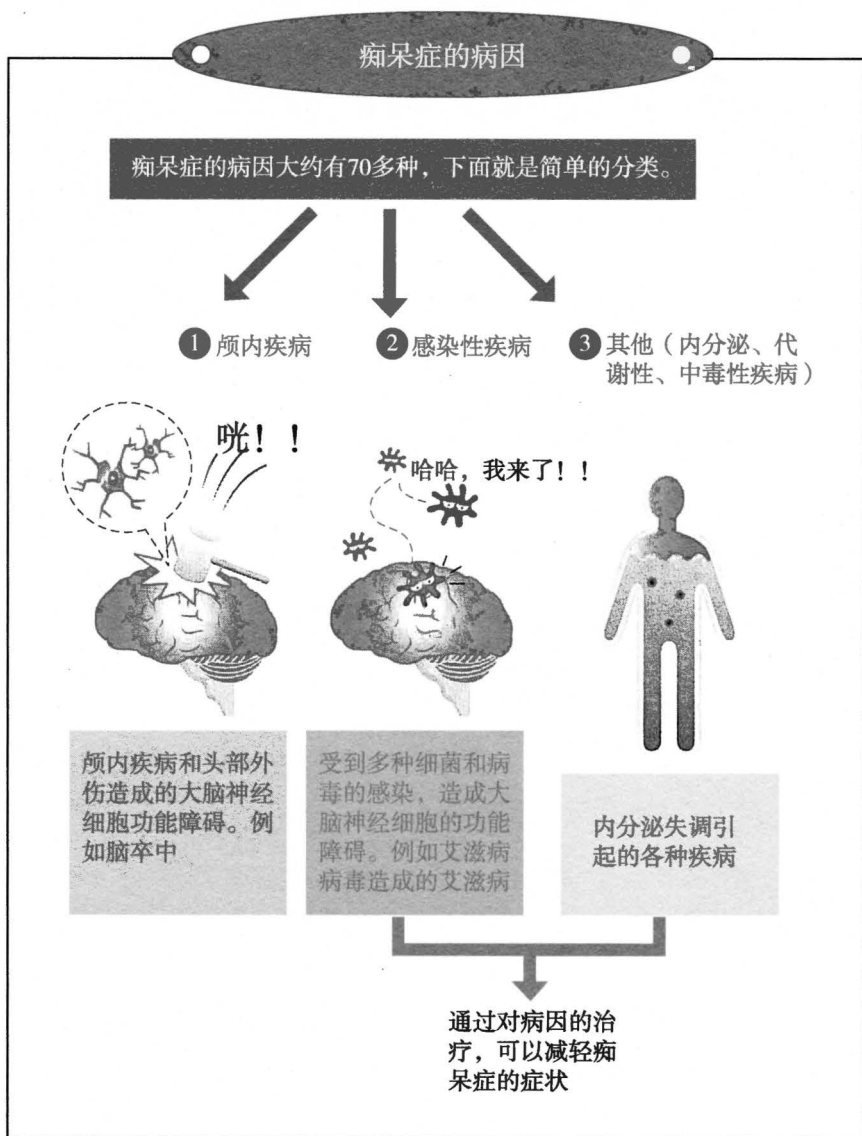 痴呆症的病因
痴呆症的病因大约有70多种，下面就是简单的分类。
1 颅内疾病
2 感染性疾病
3 其他（内分泌、代
谢性、中毒性疾病）
咣！！
哈哈，我来了！！
颅内疾病和头部外
伤造成的大脑神经
细胞功能障碍。例
如脑卒中
受到多种细菌和病
毒的感染，造成大
脑神经细胞的功能
障碍。例如艾滋病
病毒造成的艾滋病
内分泌失调引
起的各种疾病
通过对病因的治
疗，可以减轻痴
呆症的症状